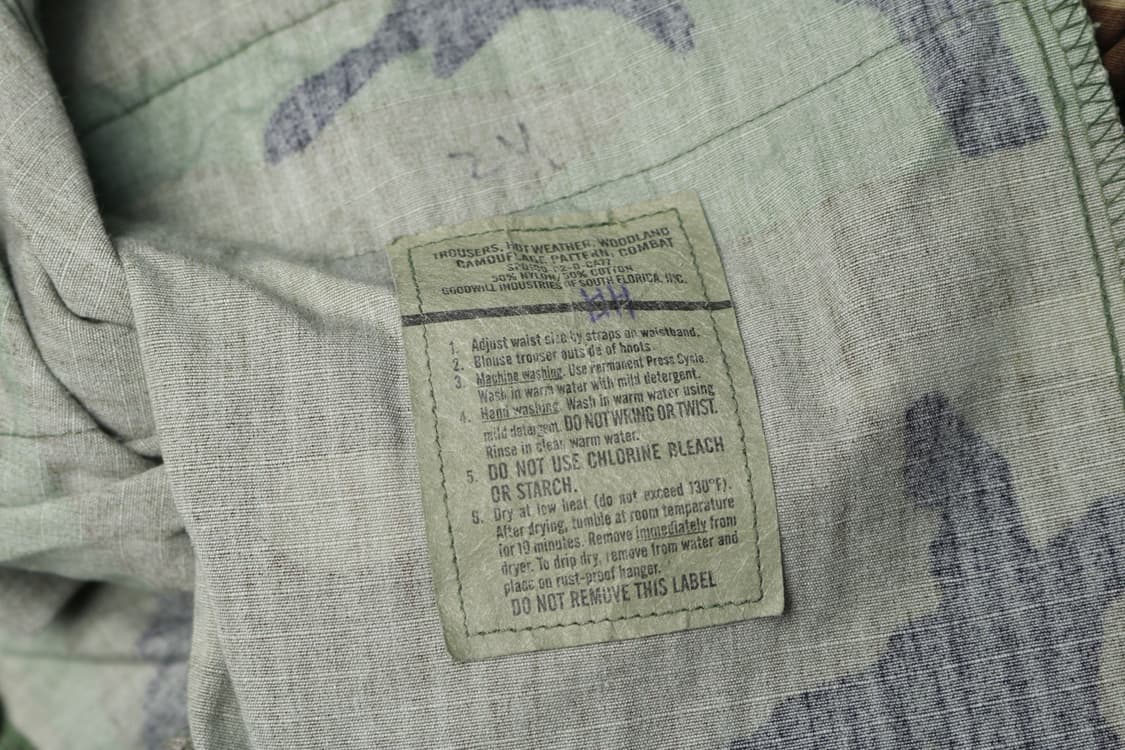 TROUSERS, HOT WEATHER, WOODLAND
CAMOUFLAGE PATTERN, COMBAT
50% NYLON/50% COTTON
GOODWILL INDUSTRIES OF SOUTH FLORICA, INC.
1. Adjust waist size by straps on waistband.
2. Blouse trouser outside of boots.
3. Machine washing. Use Permanent Press Cycle.
Wash in warm water with mild detergent.
4. Hand washing. Wash in warm water using
mild detergent. DO NOT WRING OR TWIST.
Rinse in clean warm water.
5. DO NOT USE CHLORINE BLEACH
OR STARCH.
6. Dry at low heat (do not exceed 130°F).
After drying, tumble at room temperature
for 10 minutes. Remove immediately from
dryer. To drip dry, remove from water and
place on rust-proof hanger.
DO NOT REMOVE THIS LABEL